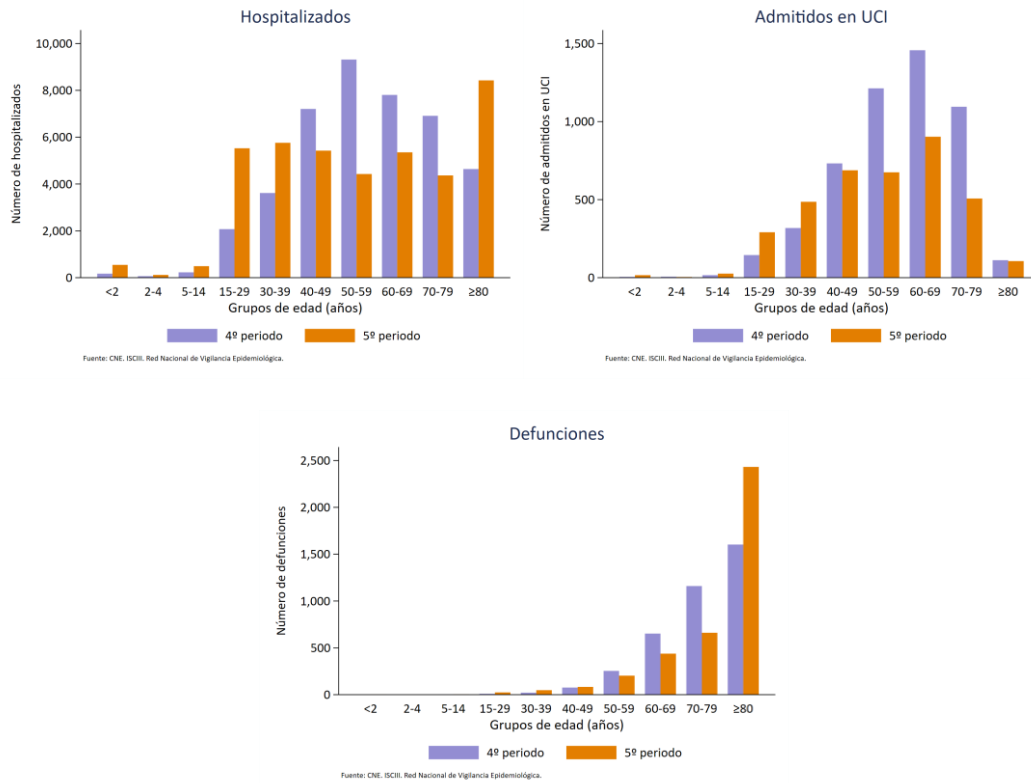 Hospitalizados
Número de hospitalizados
10,000
8,000
6,000
4,000
2,000
0
<2 2-4 5-14 15-29 30-39 40-49 50-59 60-69 70-79 ≥80
Grupos de edad (años)
4º periodo 5º periodo
Fuente: CNE. ISCIII. Red Nacional de Vigilancia Epidemiológica.
Admitidos en UCI
Número de admitidos en UCI
1,500
1,000
500
0
<2 2-4 5-14 15-29 30-39 40-49 50-59 60-69 70-79 ≥80
Grupos de edad (años)
4º periodo 5º periodo
Fuente: CNE. ISCIII. Red Nacional de Vigilancia Epidemiológica.
Defunciones
Número de defunciones
2,500
2,000
1,500
1,000
500
0
<2 2-4 5-14 15-29 30-39 40-49 50-59 60-69 70-79 ≥80
Grupos de edad (años)
4º periodo 5º periodo
Fuente: CNE. ISCIII. Red Nacional de Vigilancia Epidemiológica.